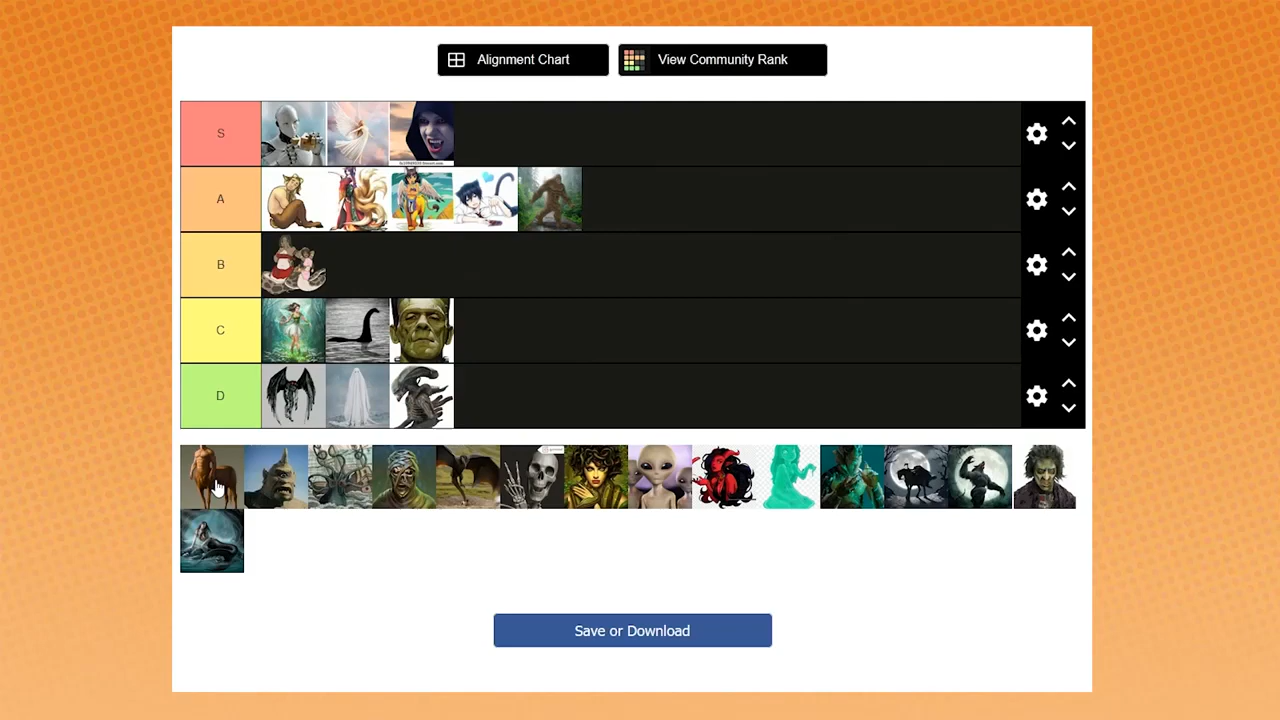 Alignment Chart
View Community Rank
S
A
B
C
D
Save or Download